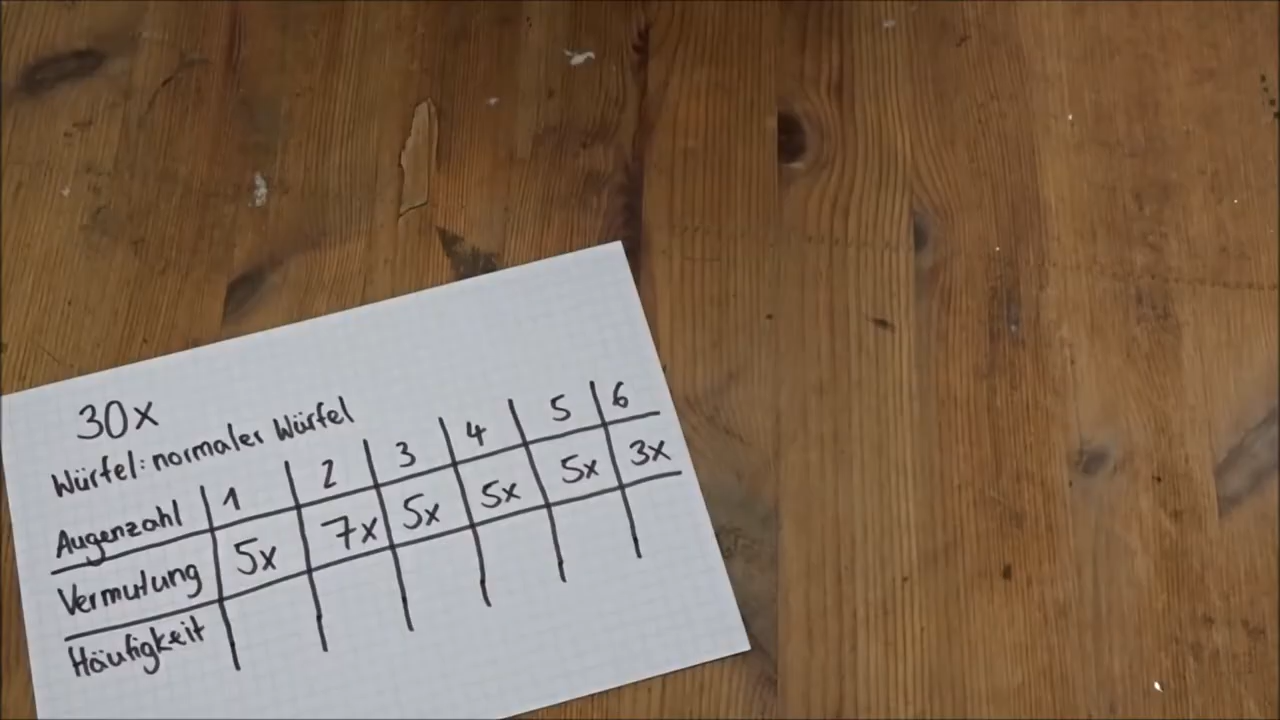 30x
Würfel: normaler Würfel
Augenzahl 1 2 3 4 5 6
Vermutung 5x 7x 5x 5x 5x 3x
Häufigkeit